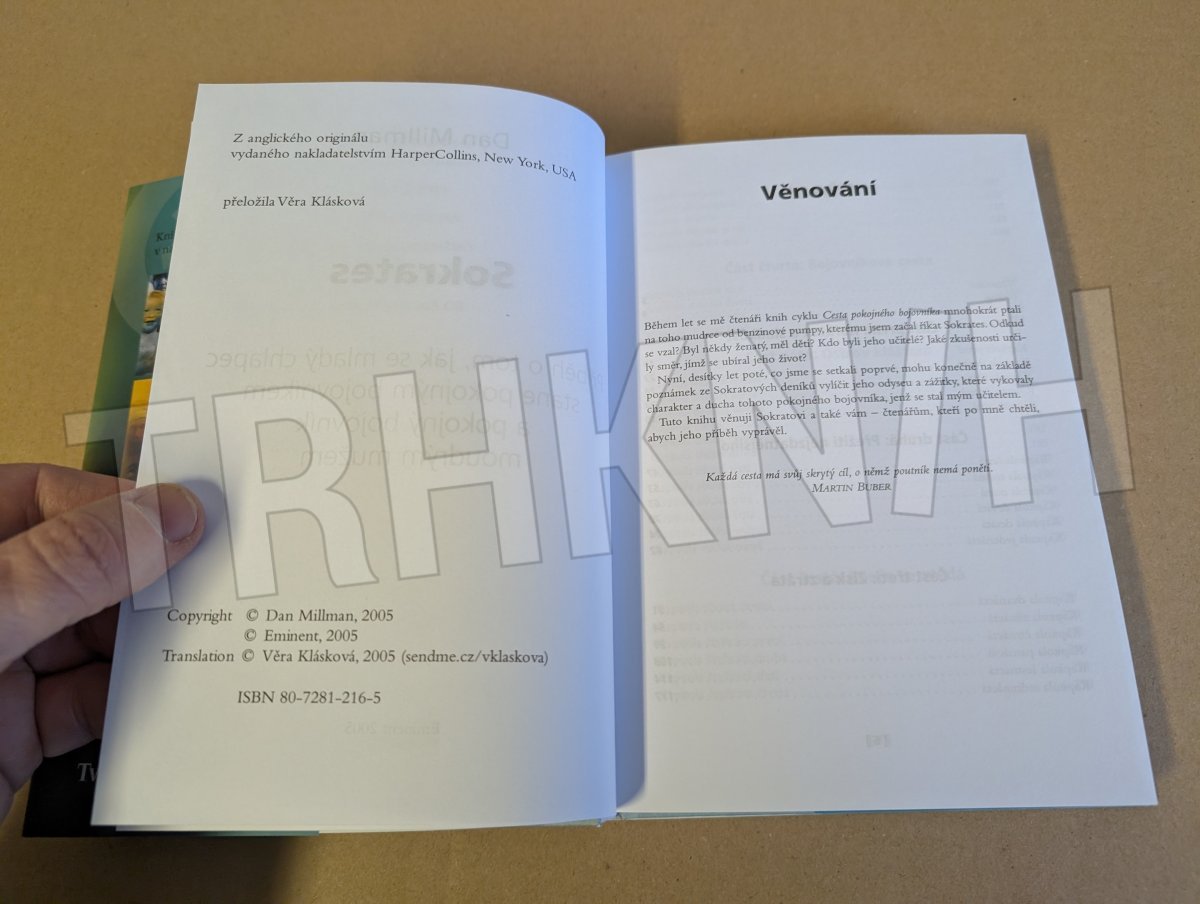 Z anglického originálu
vydaného nakladatelstvím HarperCollins, New York, USA
přeložila Věra Klásková
Sokrates
Copyright © Dan Millman, 2005
© Eminent, 2005
Translation © Věra Klásková, 2005 (sendme.cz/vklaskova)
ISBN 80-7281-216-5
Věnování
Během let se mě čtenáři knih cyklu Cesta pokojného bojovníka mnohokrát ptali
na toho mudrce od benzinové pumpy, kterému jsem začal říkat Sokrates. Odkud
se vzal? Byl někdy ženatý, měl děti? Kdo byli jeho učitelé? Jaké zkušenosti urči-
ly směr, jímž se ubíral jeho život?
Nyní, desítky let poté, co jsme se setkali poprvé, mohu konečně na základě
poznámek ze Sokratových deníků vylíčit jeho odyseu a zážitky, které vykovaly
charakter a ducha tohoto pokojného bojovníka, jenž se stal mým učitelem.
Tuto knihu věnuji Sokratovi a také vám – čtenářům, kteří po mně chtěli,
abych jeho příběh vyprávěl.
Každá cesta má svůj skrytý cíl, o němž poutník nemá ponětí.
MARTIN BUBER
TRHKNIH